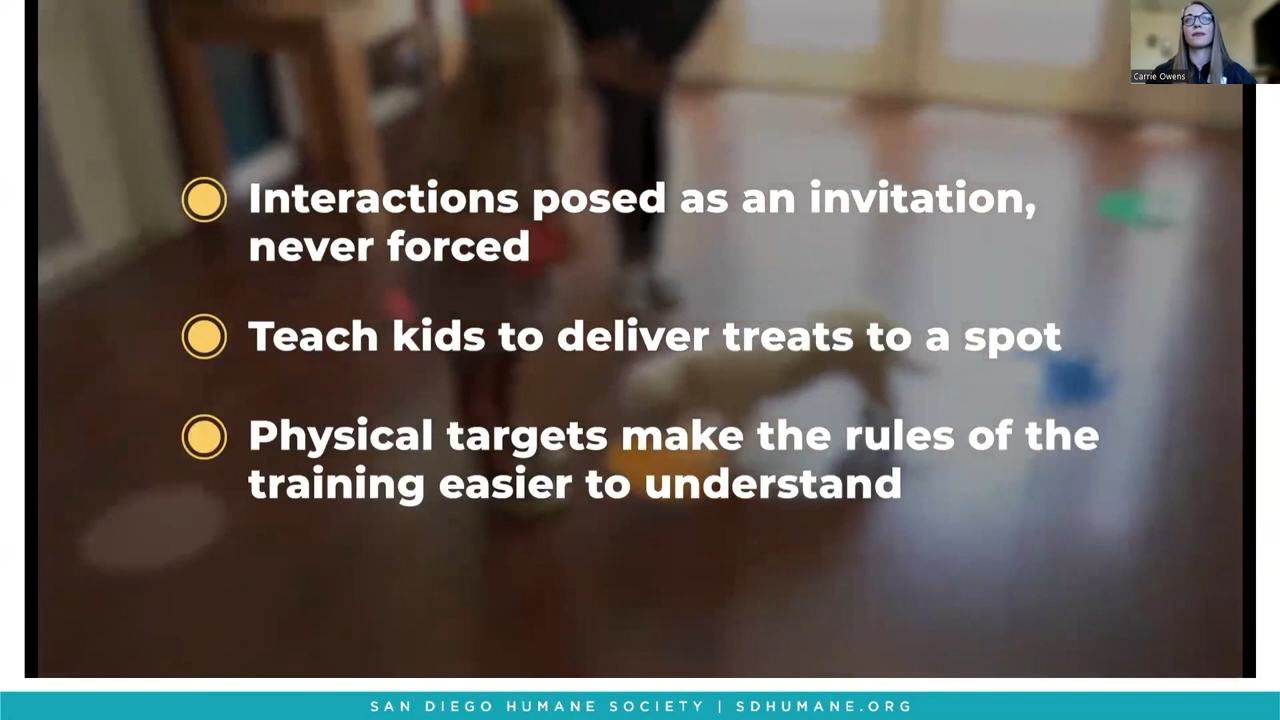 Carrie Owens
Interactions posed as an invitation,
never forced
Teach kids to deliver treats to a spot
Physical targets make the rules of the
training easier to understand
SAN DIEGO HUMANE SOCIETY | SDHUMANE.ORG